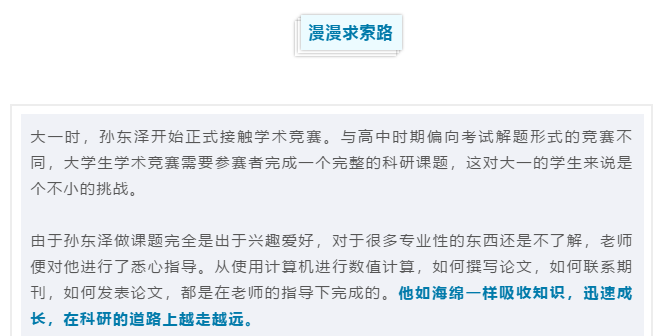 漫漫求索路
大一时，孙东泽开始正式接触学术竞赛。与高中时期偏向考试解题形式的竞赛不
同，大学生学术竞赛需要参赛者完成一个完整的科研课题，这对大一的学生来说是
个不小的挑战。
由于孙东泽做课题完全是出于兴趣爱好，对于很多专业性的东西还是不了解，老师
便对他进行了悉心指导。从使用计算机进行数值计算，如何撰写论文，如何联系期
刊，如何发表论文，都是在老师的指导下完成的。他如海绵一样吸收知识，迅速成
长，在科研的道路上越走越远。